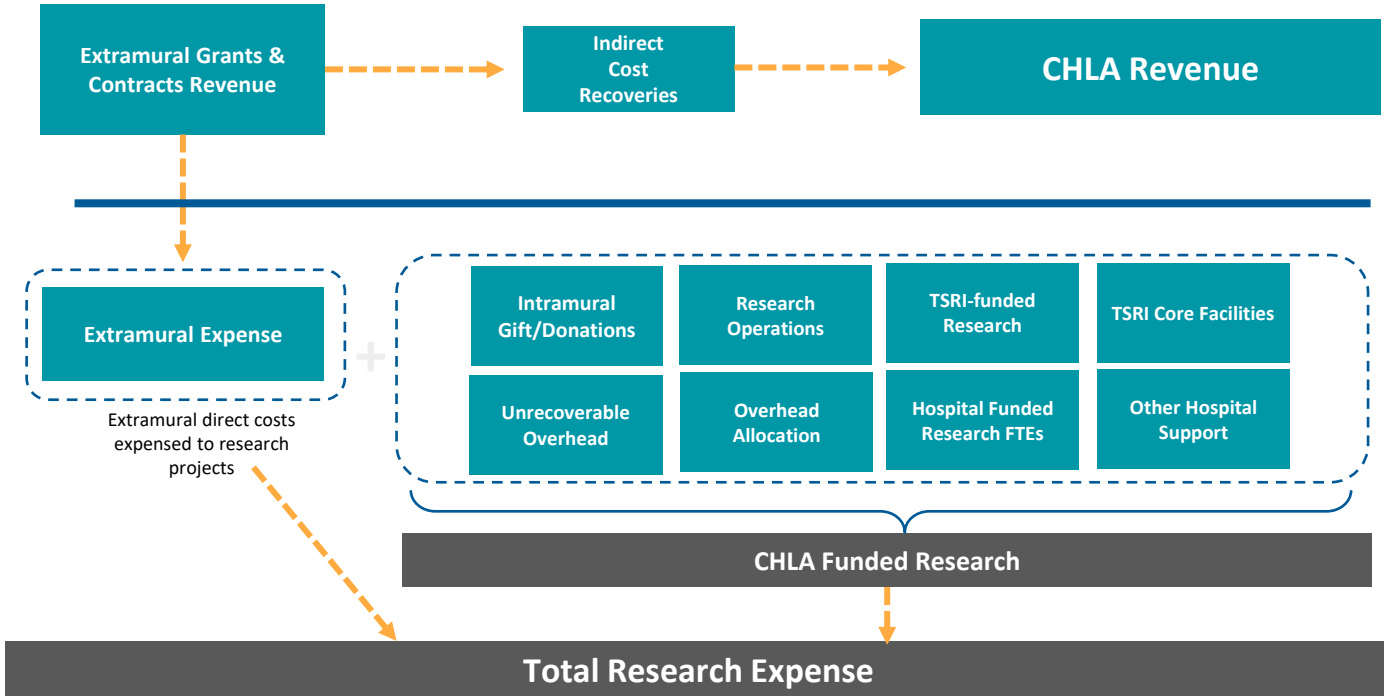 Extramural Grants &
Contracts Revenue
Indirect
Cost
Recoveries
CHLA Revenue
Extramural Expense
+
Extramural direct costs
expensed to research
projects
Intramural
Gift/Donations
Research
Operations
TSRI-funded
Research
TSRI Core Facilities
Unrecoverable
Overhead
Overhead
Allocation
Hospital Funded
Research FTEs
Other Hospital
Support
CHLA Funded Research
Total Research Expense